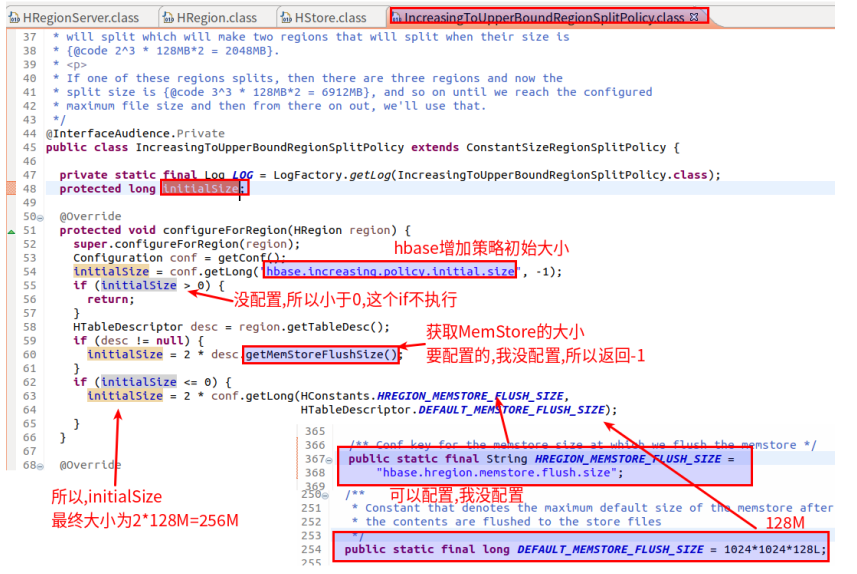 HRegionServer.class HRegion.class HStore.class IncreasingToUpperBoundRegionSplitPolicy.class
37 * will split which will make two regions that will split when their size is
38 * {@code 2^3 * 128MB*2 = 2048MB}.
39 * <p>
40 * If one of these regions splits, then there are three regions and now the
41 * split size is {@code 3^3 * 128MB*2 = 6912MB}, and so on until we reach the configured
42 * maximum file size and then from there on out, we'll use that.
43 */
44 @InterfaceAudience.Private
45 public class IncreasingToUpperBoundRegionSplitPolicy extends ConstantSizeRegionSplitPolicy {
46
47 private static final Log LOG = LogFactory.getLog(IncreasingToUpperBoundRegionSplitPolicy.class);
48 protected long initialSize;
49
50 @Override
51 protected void configureForRegion(HRegion region) {
52 super.configureForRegion(region);
hbase增加策略初始大小
53 Configuration conf = getConf();
54 initialSize = conf.getLong("hbase.increasing.policy.initial.size", -1);
55 if (initialSize > 0) {
56 return;
没配置,所以小于0,这个if不执行
57 }
58 HTableDescriptor desc = region.getTableDesc();
获取MemStore的大小
59 if (desc != null) {
60 initialSize = 2 * desc.getMemStoreFlushSize();
要配置的,我没配置,所以返回-1
61 }
62 if (initialSize <= 0) {
63 initialSize = 2 * conf.getLong(HConstants.HREGION_MEMSTORE_FLUSH_SIZE,
64 HTableDescriptor.DEFAULT_MEMSTORE_FLUSH_SIZE);
65 }
66 }
67
68 @Override
所以,initialSize
最终大小为2*128M=256M
365
366 /** Conf key for the memstore size at which we flush the memstore */
367 public static final String HREGION_MEMSTORE_FLUSH_SIZE =
368 "hbase.hregion.memstore.flush.size";
369
可以配置,我没配置
250 /**
251 * Constant that denotes the maximum default size of the memstore after
252 * the contents are flushed to the store files
128M
253 */
254 public static final long DEFAULT_MEMSTORE_FLUSH_SIZE = 1024*1024*128L;
255